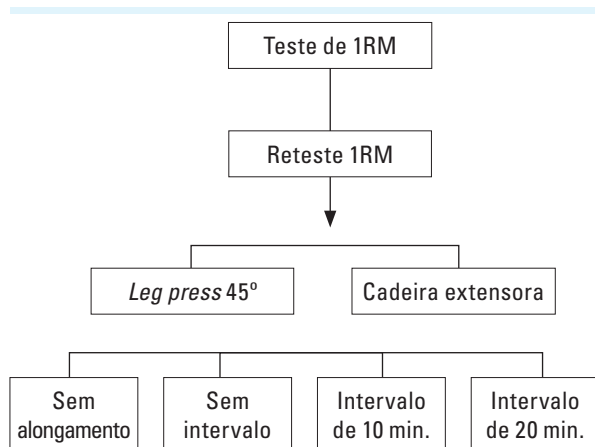 Teste de 1RM
Reteste 1RM
Leg press 45º
Cadeira extensora
Sem
alongamento
Sem
intervalo
Intervalo
de 10 min.
Intervalo
de 20 min.